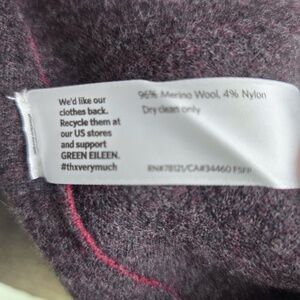 We'd like our
clothes back.
Recycle them at
our US stores
and support
GREEN EILEEN.
#thxverymuch
96% Merino Wool, 4% Nylon
Dry clean only
RN#78121/CA#34460 FSFP